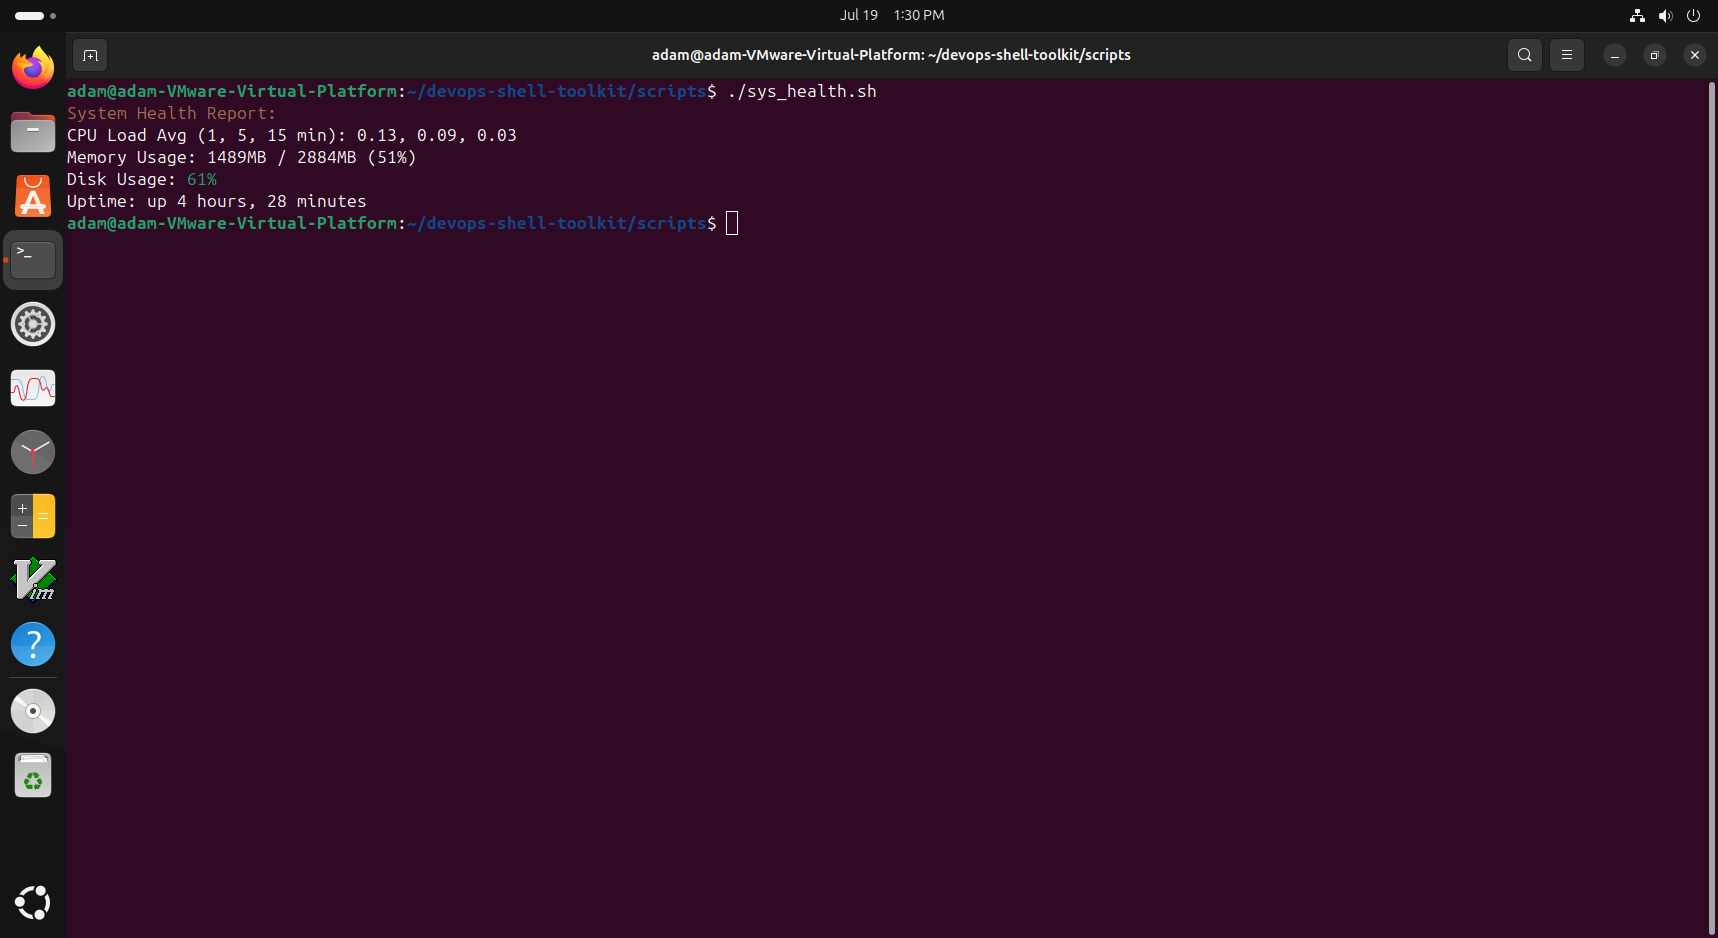 Jul 19 1:30 PM
adam@adam-VMware-Virtual-Platform: ~/devops-shell-toolkit/scripts
adam@adam-VMware-Virtual-Platform:~/devops-shell-toolkit/scripts$ ./sys_health.sh
System Health Report:
CPU Load Avg (1, 5, 15 min): 0.13, 0.09, 0.03
Memory Usage: 1489MB / 2884MB (51%)
Disk Usage: 61%
Uptime: up 4 hours, 28 minutes
adam@adam-VMware-Virtual-Platform:~/devops-shell-toolkit/scripts$
>_
Vim
?